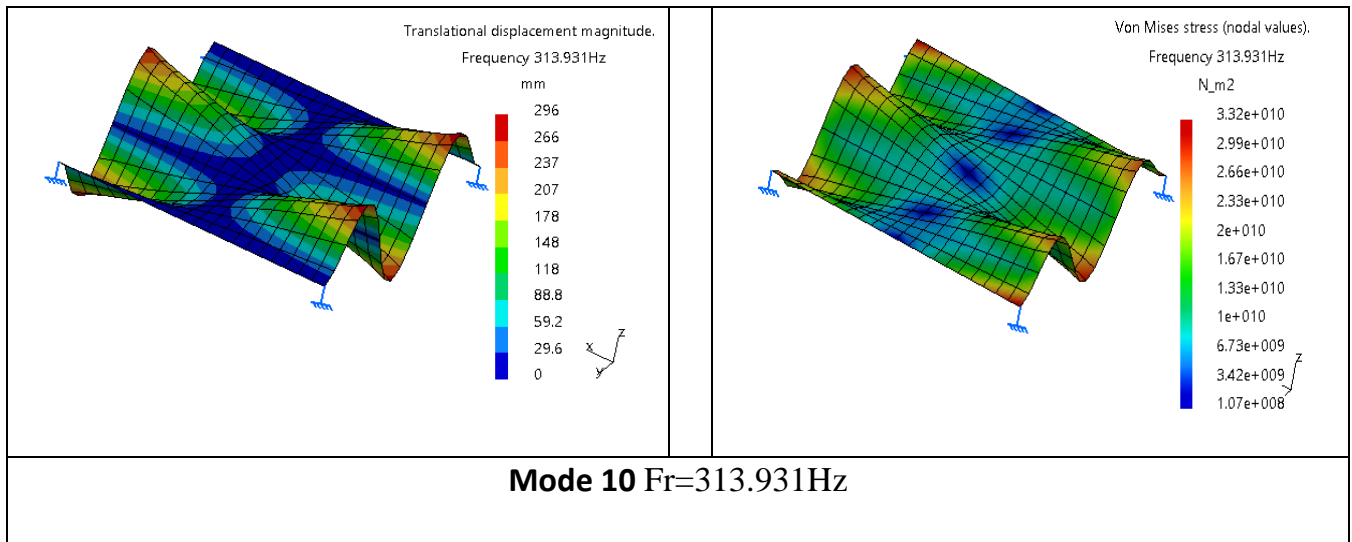 Translational displacement magnitude.
Frequency 313.931Hz
mm
296
266
237
207
178
148
118
88.8
59.2
29.6
0
x
y
z
Von Mises stress (nodal values).
Frequency 313.931Hz
N_m2
3.32e+010
2.99e+010
2.66e+010
2.33e+010
2e+010
1.67e+010
1.33e+010
1e+010
6.73e+009
3.42e+009
1.07e+008
z
Mode 10 Fr=313.931Hz